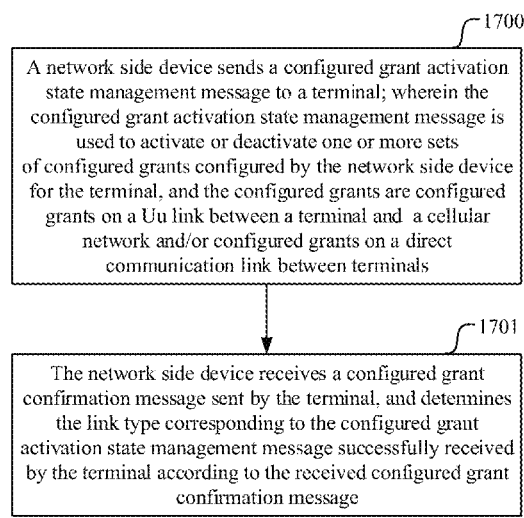 1700
A network side device sends a configured grant activation
state management message to a terminal; wherein the
configured grant activation state management message is
used to activate or deactivate one or more sets
of configured grants configured by the network side device
for the terminal, and the configured grants are configured
grants on a Uu link between a terminal and a cellular
network and/or configured grants on a direct
communication link between terminals
1701
The network side device receives a configured grant
confirmation message sent by the terminal, and determines
the link type corresponding to the configured grant
activation state management message successfully received
by the terminal according to the received configured grant
confirmation message